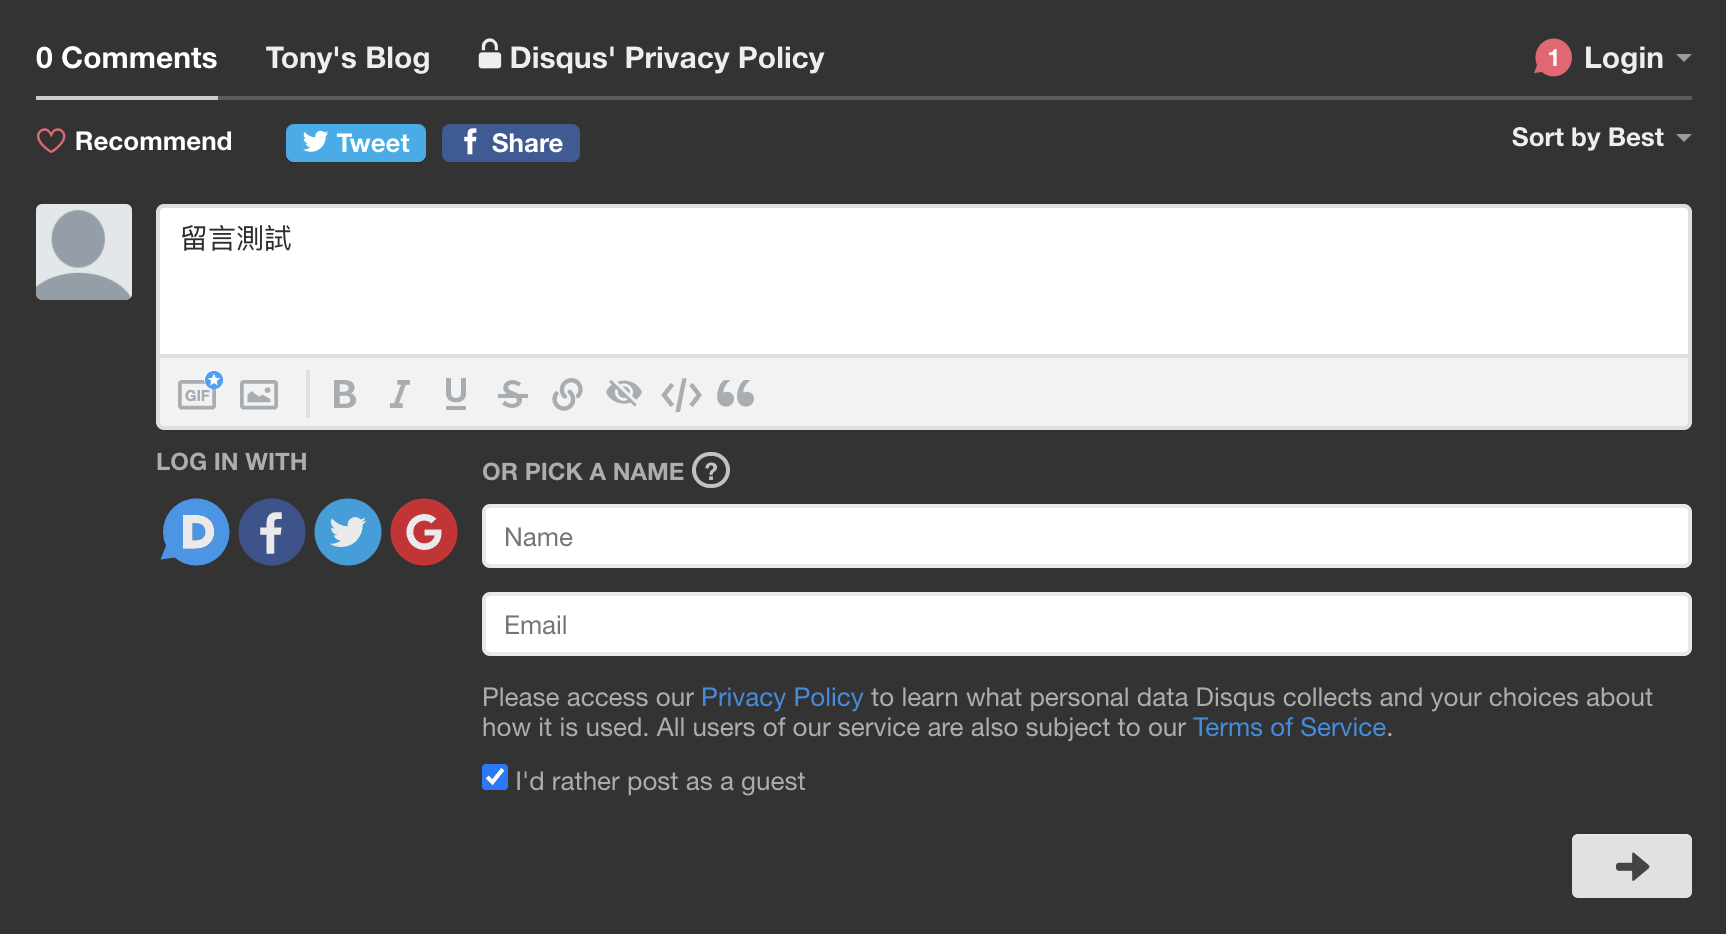 0 Comments Tony's Blog Disqus' Privacy Policy 1 Login
Recommend Tweet Share Sort by Best
留言測試
GIF B I U S </>
LOG IN WITH
OR PICK A NAME ?
D f G
Name
Email
Please access our Privacy Policy to learn what personal data Disqus collects and your choices about
how it is used. All users of our service are also subject to our Terms of Service.
I'd rather post as a guest